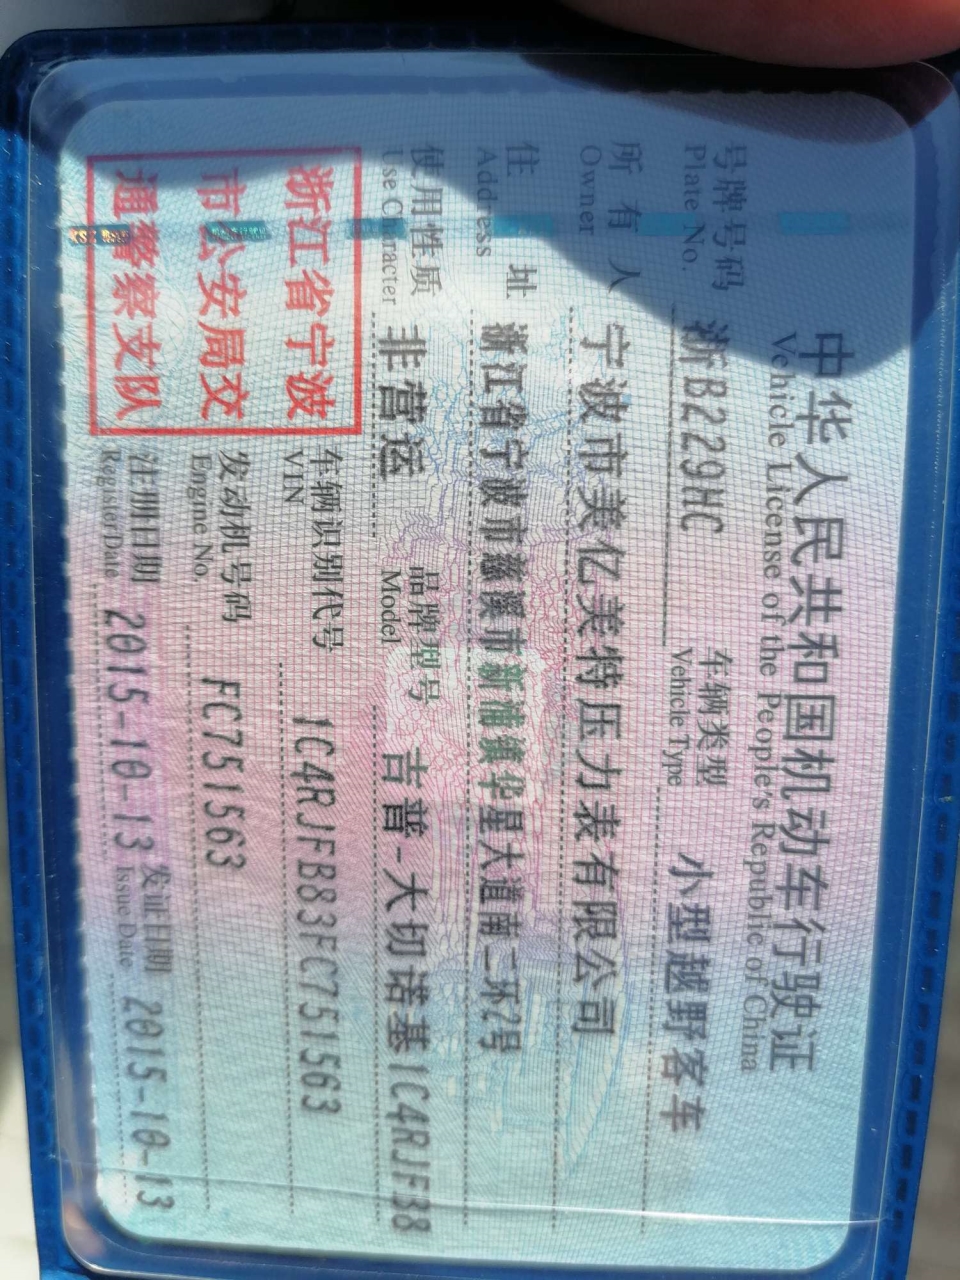 中华人民共和国机动车行驶证
Vehicle License of the People's Republic of China
号牌号码 浙B229HC 车辆类型 小型越野客车
Plate No. Vehicle Type
所有人 宁波市美亿美特压力表有限公司
Owner
住址 浙江省宁波市慈溪市新浦镇华星大道南二环7号
Address
使用性质 非营运 品牌型号 吉普-大切诺基1C4RJFB8
Use Character Model
浙江省宁波
市公安局交
通警察支队
车辆识别代号 1C4RJFB83FC751563
VIN
发动机号码 FC751563
Engine No.
注册日期 2015-10-13 发证日期 2015-10-13
Register Date Issue Date